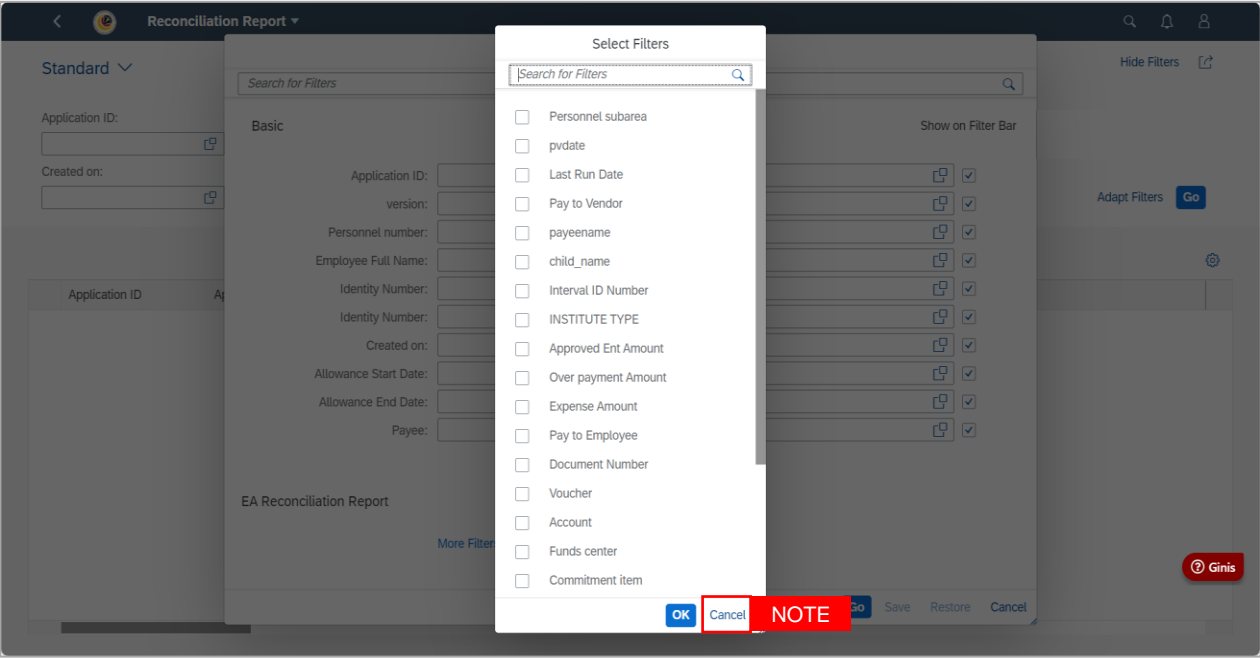 Reconciliation Report
Select Filters
Standard
Hide Filters
Search for Filters
Search for Filters
Application ID:
Basic
Show on Filter Bar
Personnel subarea
pvdate
Created on:
Application ID:
Last Run Date
version:
Pay to Vendor
Adapt Filters
Go
Personnel number:
payeename
Employee Full Name:
child_name
Identity Number:
Interval ID Number
Application ID
Identity Number:
INSTITUTE TYPE
Created on:
Approved Ent Amount
Allowance Start Date:
Over payment Amount
Allowance End Date:
Expense Amount
Payee:
Pay to Employee
Document Number
Voucher
EA Reconciliation Report
Account
More Filters
Funds center
Ginis
Commitment item
OK
Cancel
NOTE
Go
Save
Restore
Cancel